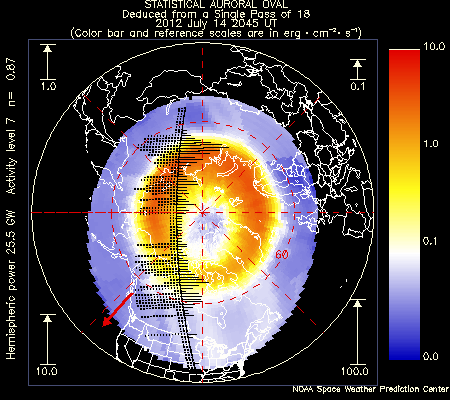 STATISTICAL AURORAL OVAL
Deduced from a Single Pass of 18
2012 July 14 2045 UT
(Color bar and reference scales are in erg · cm⁻² · s⁻¹)
1.0
0.1
10.0
1.0
0.1
0.0
60
10.0
100.0
Hemispheric power 25.5 GW Activity level 7 n= 0.87
NOAA Space Weather Prediction Center